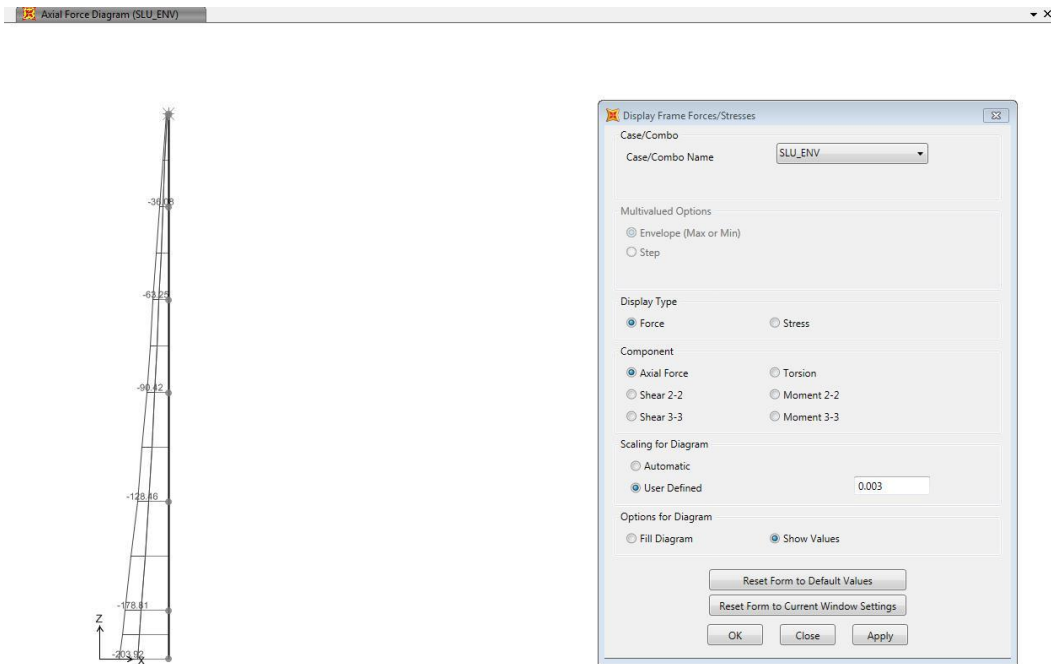 Axial Force Diagram (SLU_ENV)
-36.08
-63.25
-90.42
-128.46
-178.81
-203.92
Z
X
Display Frame Forces/Stresses
Case/Combo
Case/Combo Name
SLU_ENV
Multivalued Options
Envelope (Max or Min)
Step
Display Type
Force
Stress
Component
Axial Force
Torsion
Shear 2-2
Moment 2-2
Shear 3-3
Moment 3-3
Scaling for Diagram
Automatic
User Defined
0.003
Options for Diagram
Fill Diagram
Show Values
Reset Form to Default Values
Reset Form to Current Window Settings
OK
Close
Apply